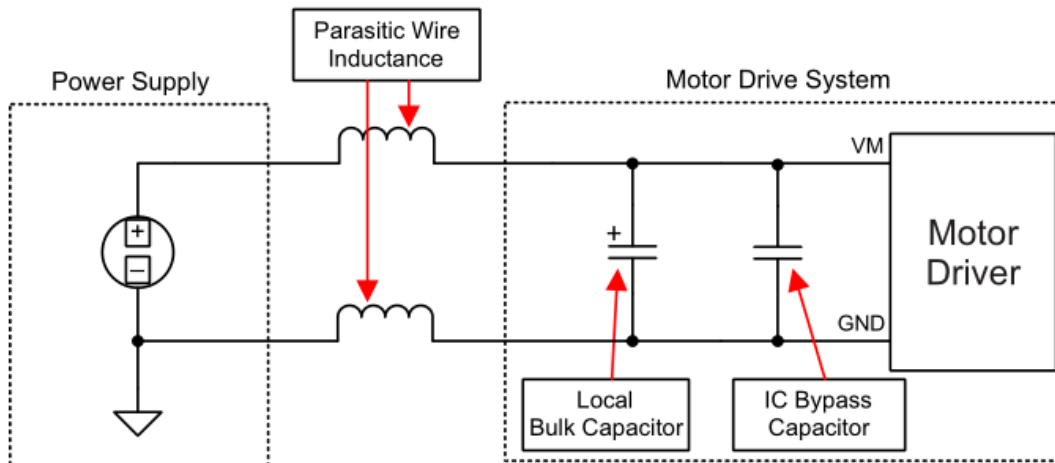 Parasitic Wire
Inductance
Power Supply
Motor Drive System
VM
+
–
+
Motor
Driver
GND
Local
Bulk Capacitor
IC Bypass
Capacitor